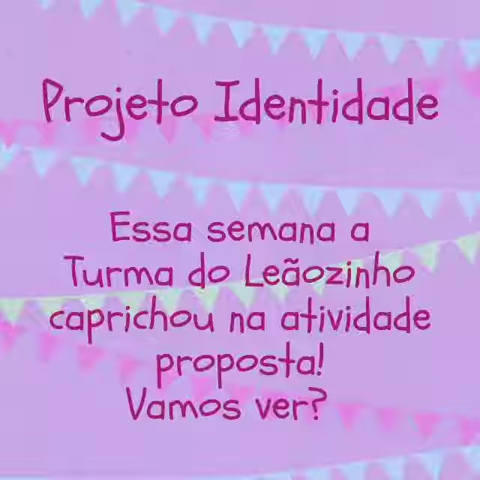 Projeto Identidade
Essa semana a
Turma do Leãozinho
caprichou na atividade
proposta!
Vamos ver?